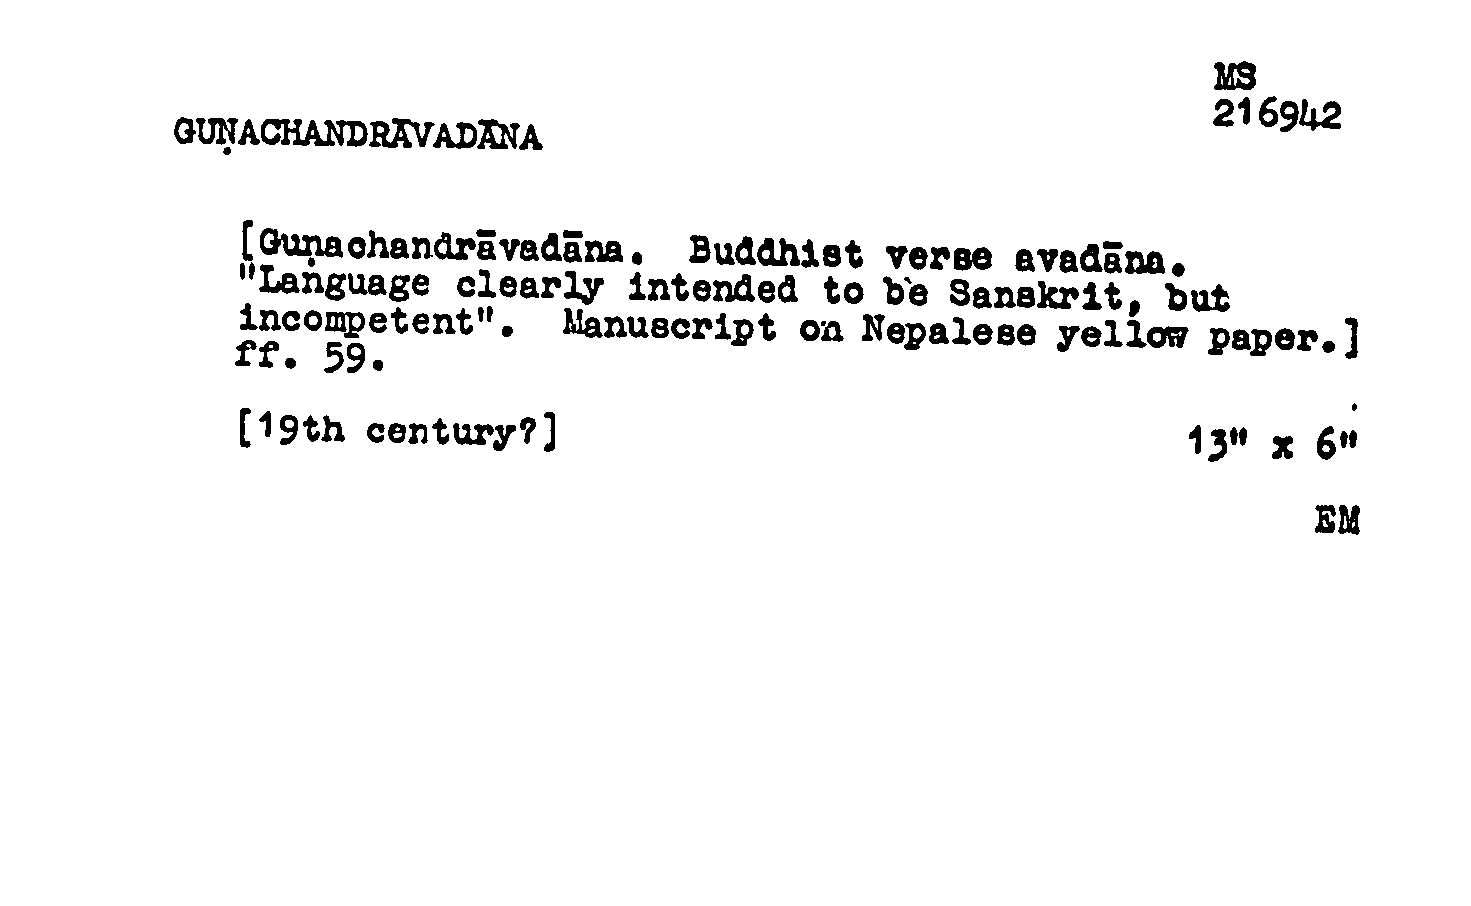 MS
216942
GUṆACHANDRĀVADĀNA
[Guṇachandrāvadāna. Buddhist verse avadāna.
"Language clearly intended to be Sanskrit, but
incompetent". Manuscript on Nepalese yellow paper.]
ff. 59.
[19th century?]
13" x 6"
EM